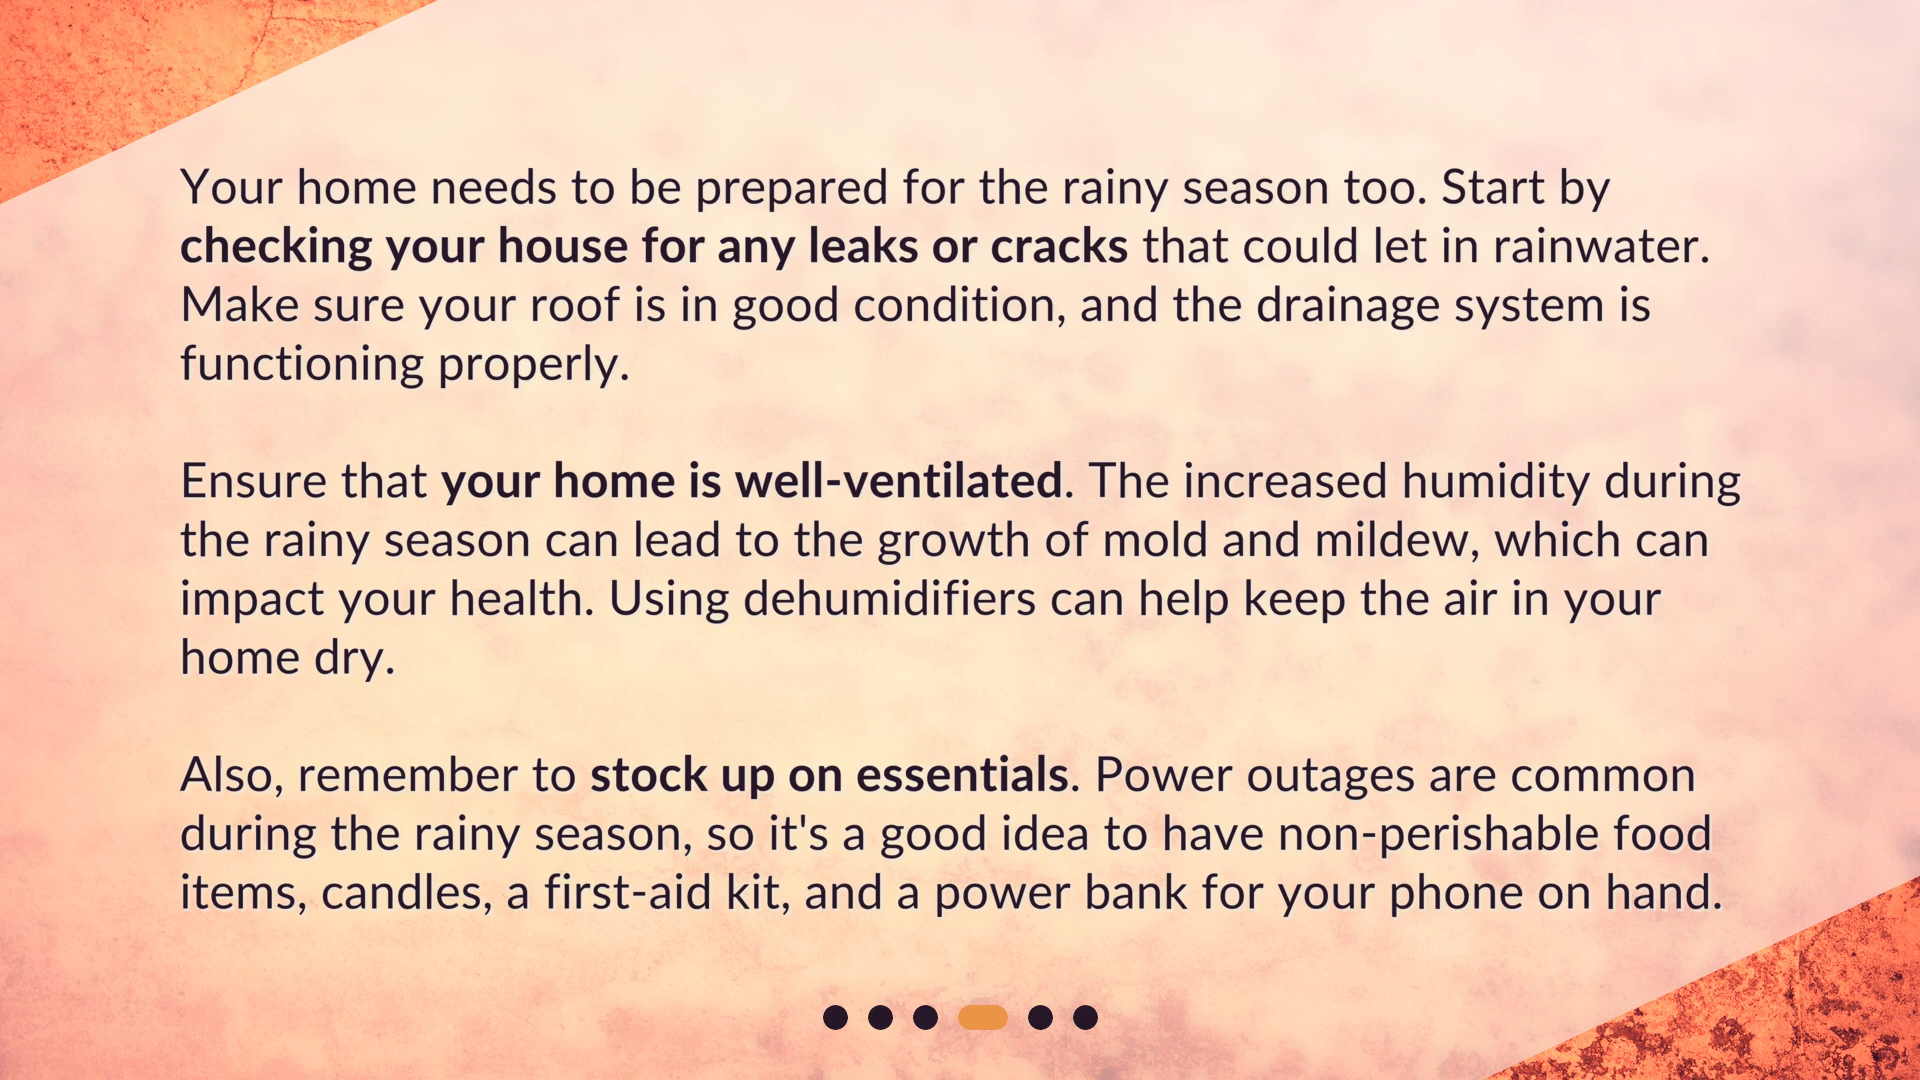 Your home needs to be prepared for the rainy season too. Start by
checking your house for any leaks or cracks that could let in rainwater.
Make sure your roof is in good condition, and the drainage system is
functioning properly.
Ensure that your home is well-ventilated. The increased humidity during
the rainy season can lead to the growth of mold and mildew, which can
impact your health. Using dehumidifiers can help keep the air in your
home dry.
Also, remember to stock up on essentials. Power outages are common
during the rainy season, so it's a good idea to have non-perishable food
items, candles, a first-aid kit, and a power bank for your phone on hand.